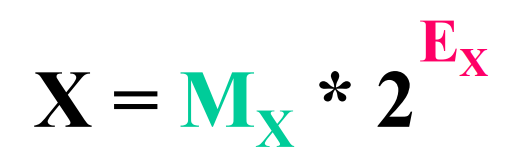 X = M_X * 2^E_X